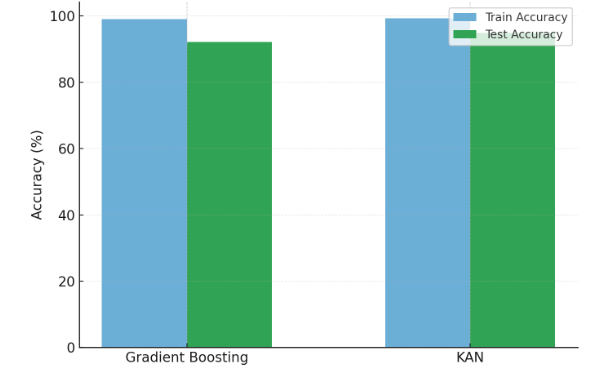 100
80
60
40
20
0
Accuracy (%)
Train Accuracy
Test Accuracy
Gradient Boosting
KAN